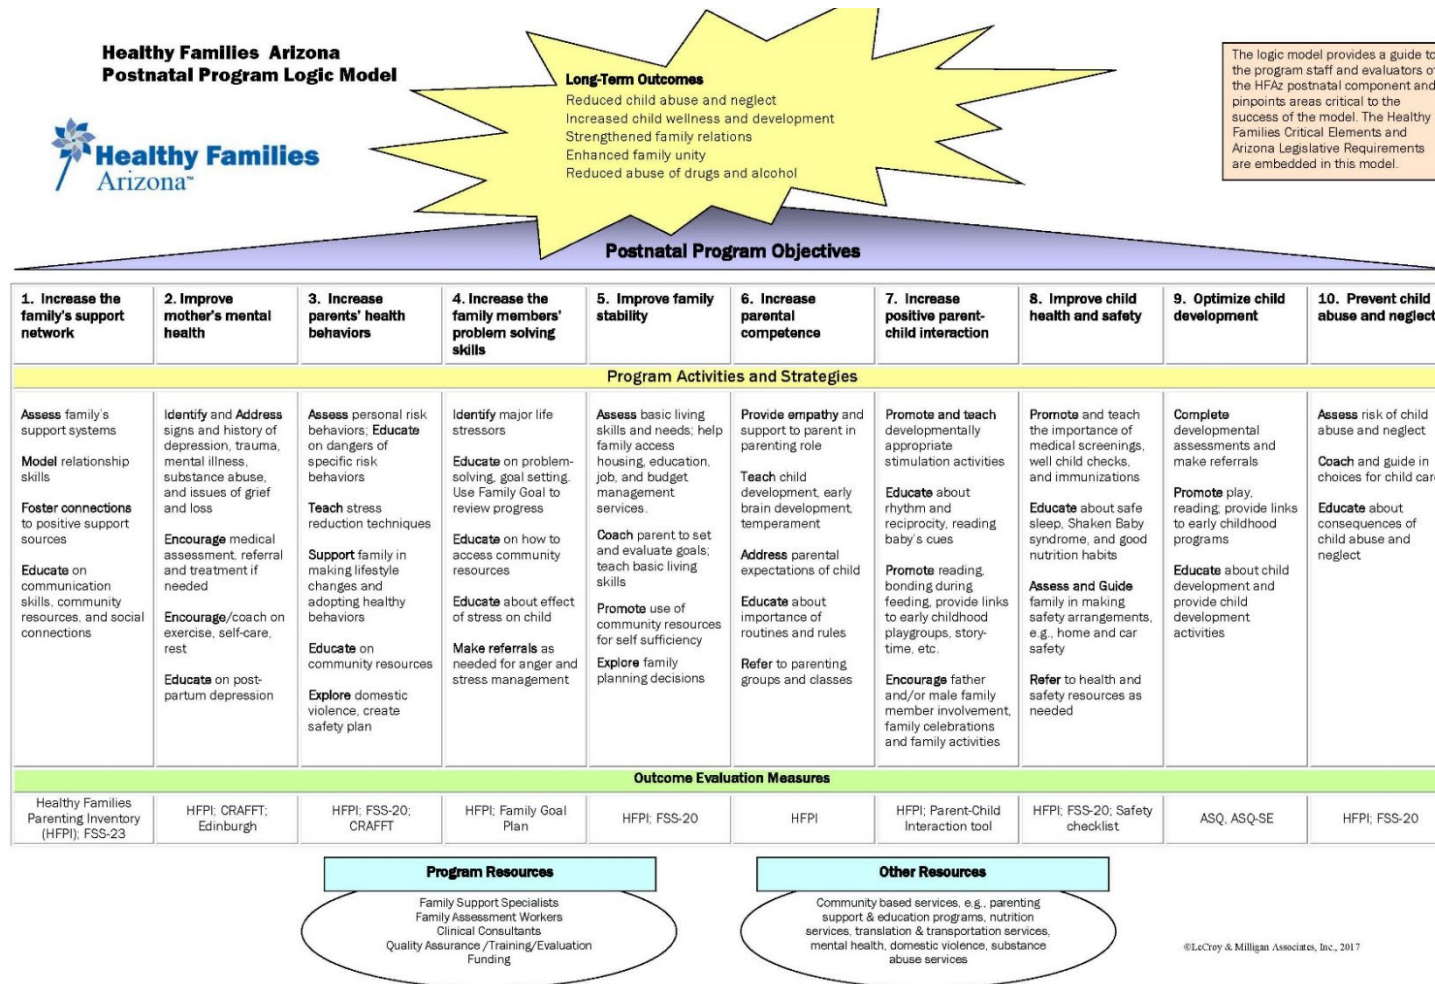 Healthy Families Arizona
Postnatal Program Logic Model
Healthy Families
Arizona™
Long-Term Outcomes
Reduced child abuse and neglect
Increased child wellness and development
Strengthened family relations
Enhanced family unity
Reduced abuse of drugs and alcohol
The logic model provides a guide to
the program staff and evaluators of
the HFAz postnatal component and
pinpoints areas critical to the
success of the model. The Healthy
Families Critical Elements and
Arizona Legislative Requirements
are embedded in this model.
Postnatal Program Objectives
1. Increase the
family's support
network
2. Improve
mother's mental
health
3. Increase
parents' health
behaviors
4. Increase the
family members'
problem solving
skills
5. Improve family
stability
6. Increase
parental
competence
7. Increase
positive parent-
child interaction
8. Improve child
health and safety
9. Optimize child
development
10. Prevent child
abuse and neglect
Program Activities and Strategies
Assess family's
support systems
Model relationship
skills
Foster connections
to positive support
sources
Educate on
communication
skills, community
resources, and social
connections
Identify and Address
signs and history of
depression, trauma,
mental illness,
substance abuse,
and issues of grief
and loss
Encourage medical
assessment, referral
and treatment if
needed
Encourage/coach on
exercise, self-care,
rest
Educate on post-
partum depression
Assess personal risk
behaviors; Educate
on dangers of
specific risk
behaviors
Teach stress
reduction techniques
Support family in
making lifestyle
changes and
adopting healthy
behaviors
Educate on
community resources
Explore domestic
violence, create
safety plan
Identify major life
stressors
Educate on problem-
solving, goal setting.
Use Family Goal to
review progress
Educate on how to
access community
resources
Educate about effect
of stress on child
Make referrals as
needed for anger and
stress management
Assess basic living
skills and needs; help
family access
housing, education,
job, and budget
management
services.
Coach parent to set
and evaluate goals;
teach basic living
skills
Promote use of
community resources
for self sufficiency
Explore family
planning decisions
Provide empathy and
support to parent in
parenting role
Teach child
development, early
brain development,
temperament
Address parental
expectations of child
Educate about
importance of
routines and rules
Refer to parenting
groups and classes
Promote and teach
developmentally
appropriate
stimulation activities
Educate about
rhythm and
reciprocity, reading
baby's cues
Promote reading,
bonding during
feeding, provide links
to early childhood
playgroups, story-
time, etc.
Encourage father
and/or male family
member involvement,
family celebrations
and family activities
Promote and teach
the importance of
medical screenings,
well child checks,
and immunizations
Educate about safe
sleep, Shaken Baby
syndrome, and good
nutrition habits
Assess and Guide
family in making
safety arrangements,
e.g., home and car
safety
Refer to health and
safety resources as
needed
Complete
developmental
assessments and
make referrals
Promote play,
reading; provide links
to early childhood
programs
Educate about child
development and
provide child
development
activities
Assess risk of child
abuse and neglect
Coach and guide in
choices for child care
Educate about
consequences of
child abuse and
neglect
Outcome Evaluation Measures
Healthy Families
Parenting Inventory
(HFPI); FSS-23
HFPI; CRAFFT;
Edinburgh
HFPI; FSS-20;
CRAFFT
HFPI; Family Goal
Plan
HFPI; FSS-20
HFPI
HFPI; Parent-Child
Interaction tool
HFPI; FSS-20; Safety
checklist
ASQ, ASQ-SE
HFPI; FSS-20
Program Resources
Family Support Specialists
Family Assessment Workers
Clinical Consultants
Quality Assurance /Training/Evaluation
Funding
Other Resources
Community based services, e.g., parenting
support & education programs, nutrition
services, translation & transportation services,
mental health, domestic violence, substance
abuse services
©LeCroy & Milligan Associates, Inc., 2017